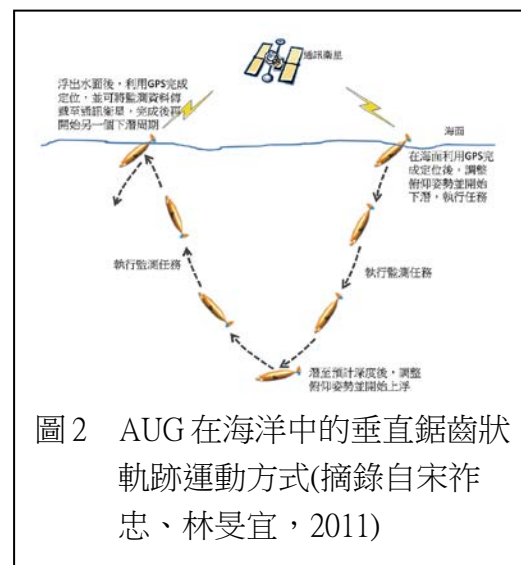 通訊衛星
浮出水面後，利用GPS完成
定位，並可將監測資料傳
載至通訊衛星，完成後再
開始另一個下潛周期
海面
在海面利用GPS完
成定位後，調整
俯仰姿勢並開始
下潛，執行任務
執行監測任務
執行監測任務
潛至預計深度後，調整
俯仰姿勢並開始上浮
圖2 AUG在海洋中的垂直鋸齒狀
軌跡運動方式(摘錄自宋祚
忠、林旻宜，2011)